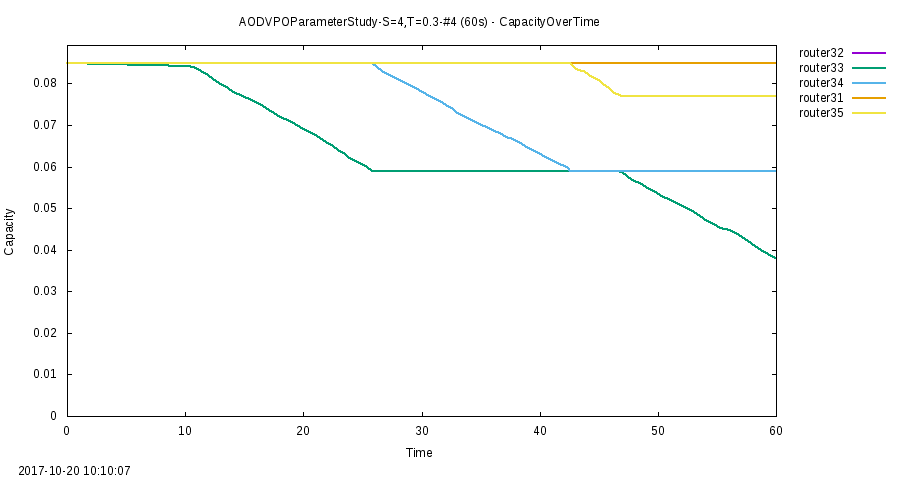 AODVPOParameterStudy-S=4,T=0.3-#4 (60s) - CapacityOverTime
router32
router33
router34
router31
router35
0.08
0.07
0.06
0.05
0.04
0.03
0.02
0.01
0
Capacity
0 10 20 30 40 50 60
Time
2017-10-20 10:10:07